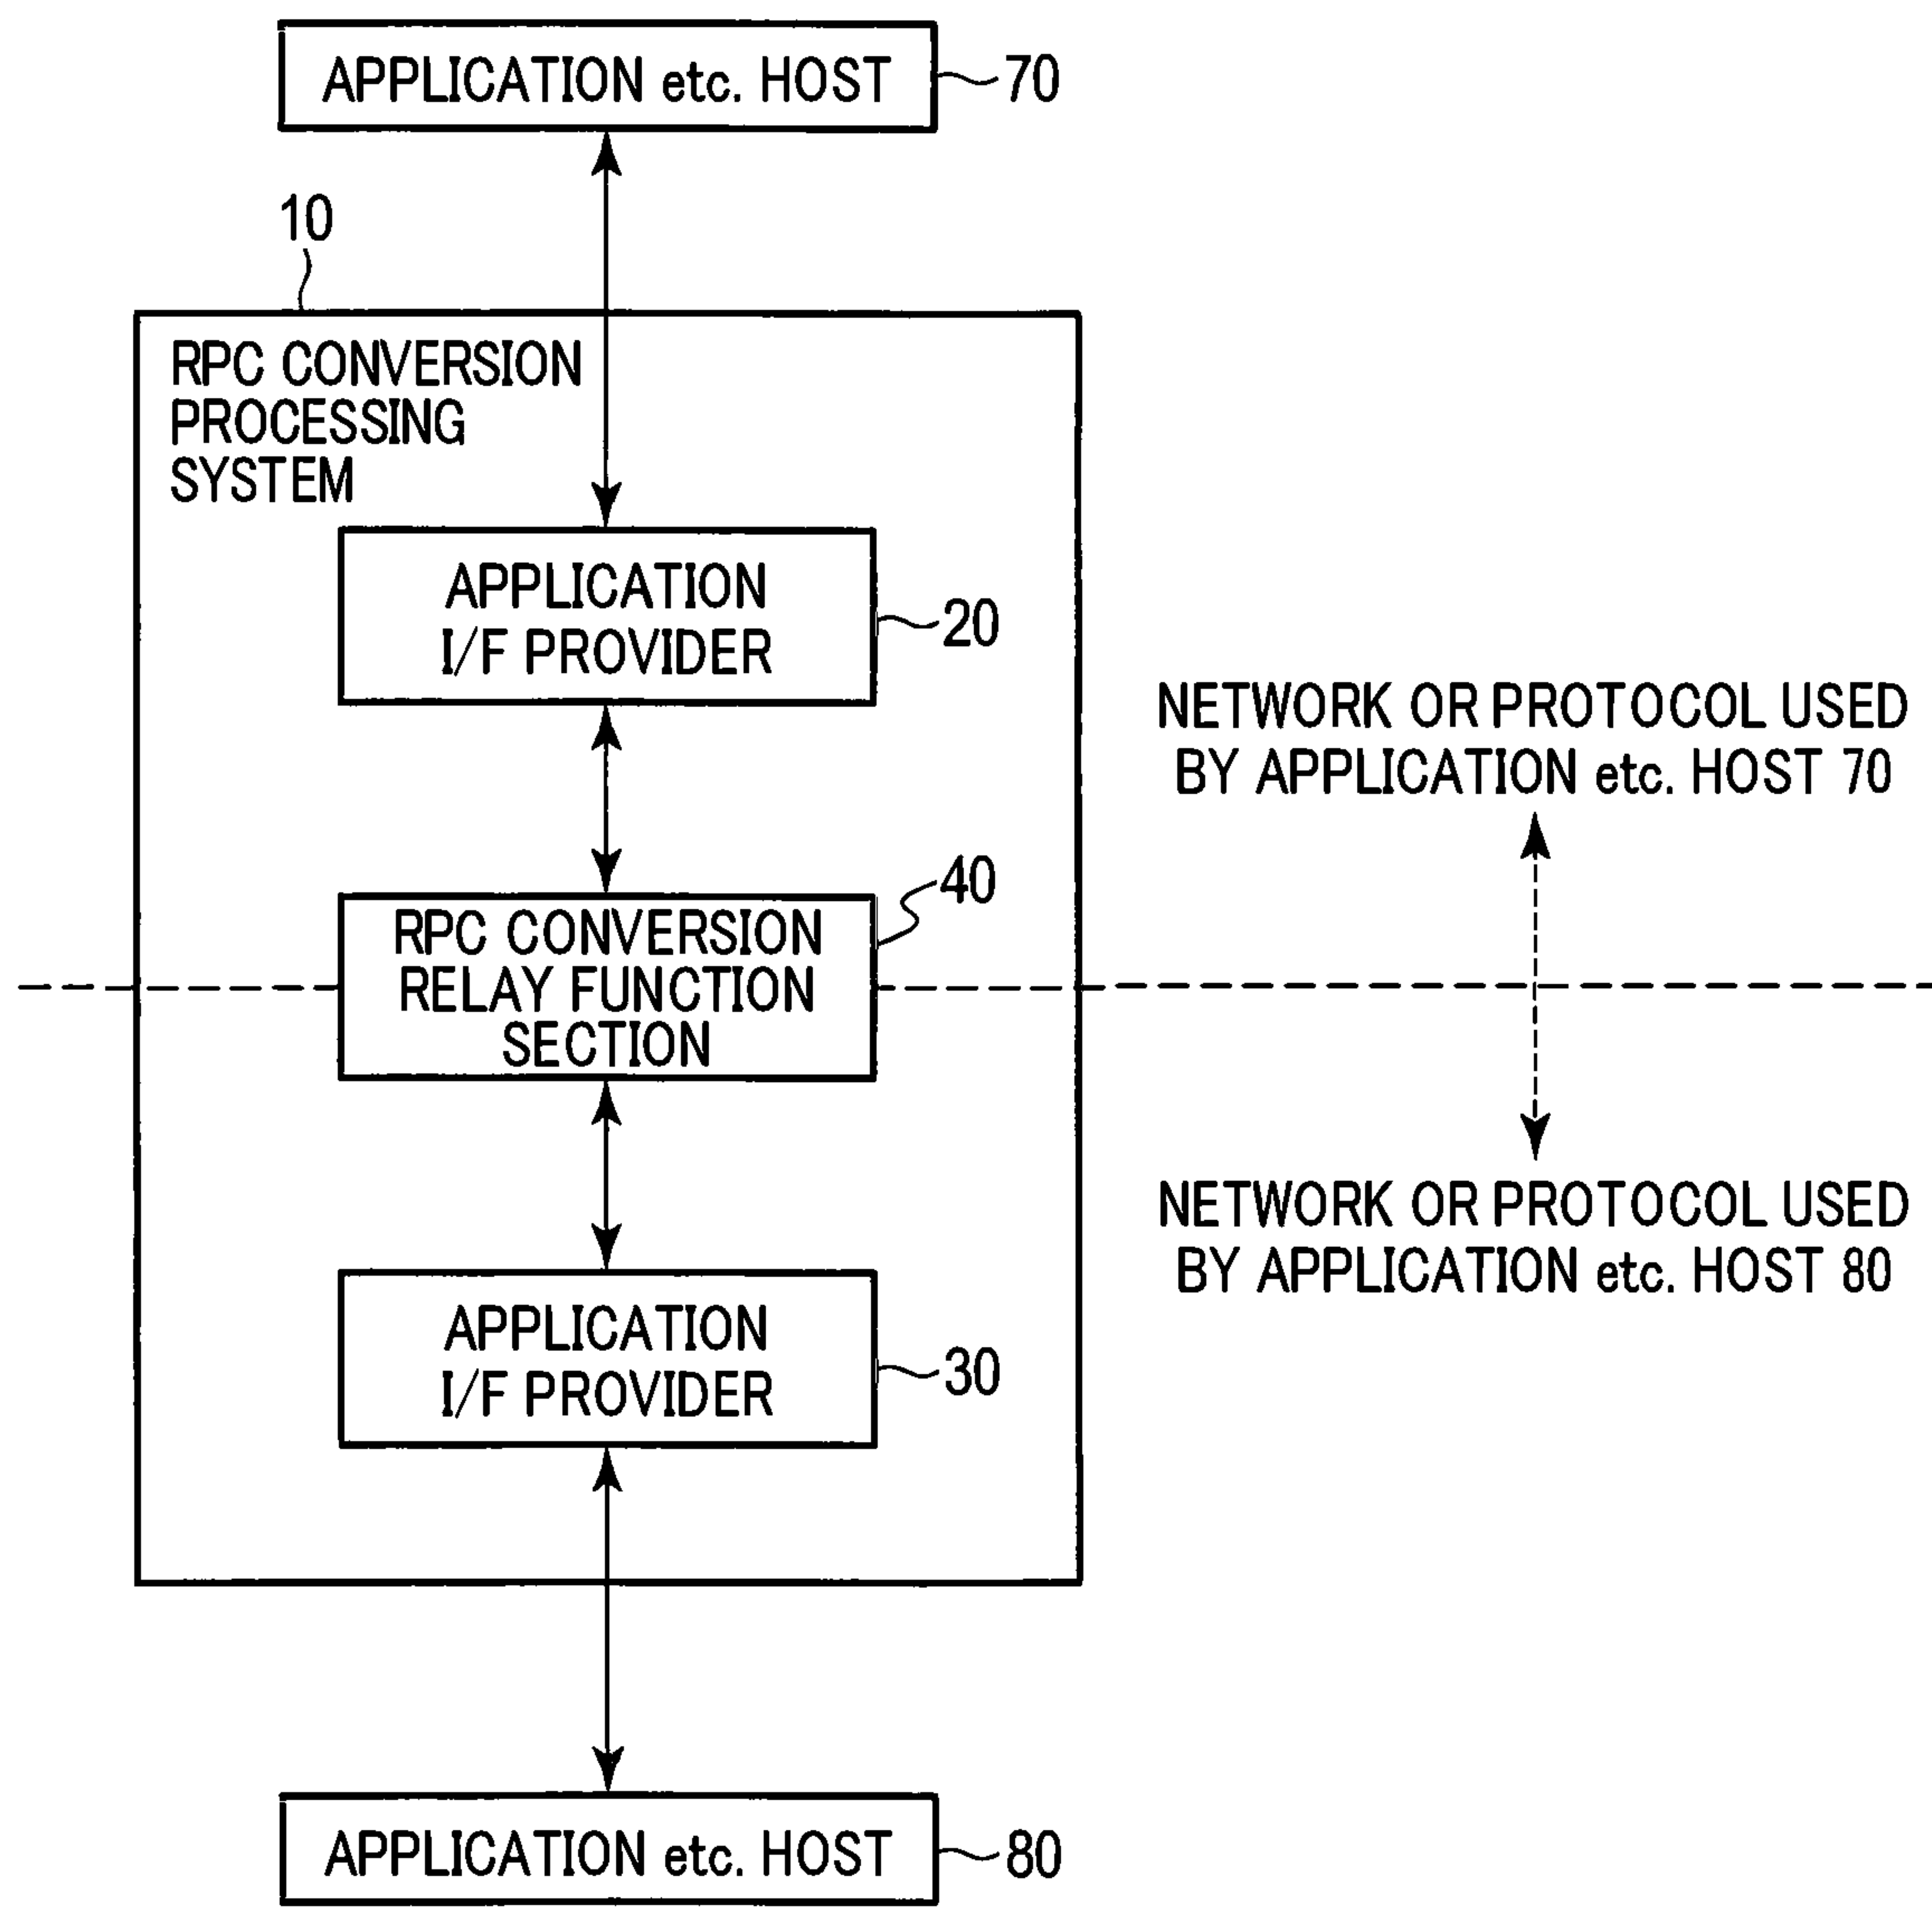 APPLICATION etc. HOST
70
10
RPC CONVERSION
PROCESSING
SYSTEM
APPLICATION
I/F PROVIDER
20
NETWORK OR PROTOCOL USED
BY APPLICATION etc. HOST 70
40
RPC CONVERSION
RELAY FUNCTION
SECTION
NETWORK OR PROTOCOL USED
BY APPLICATION etc. HOST 80
APPLICATION
I/F PROVIDER
30
APPLICATION etc. HOST
80